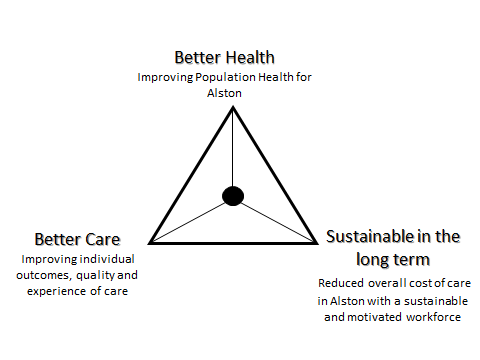 Better Health
Improving Population Health for
Alston
Better Care
Improving individual
outcomes, quality and
experience of care
Sustainable in the
long term
Reduced overall cost of care
in Alston with a sustainable
and motivated workforce